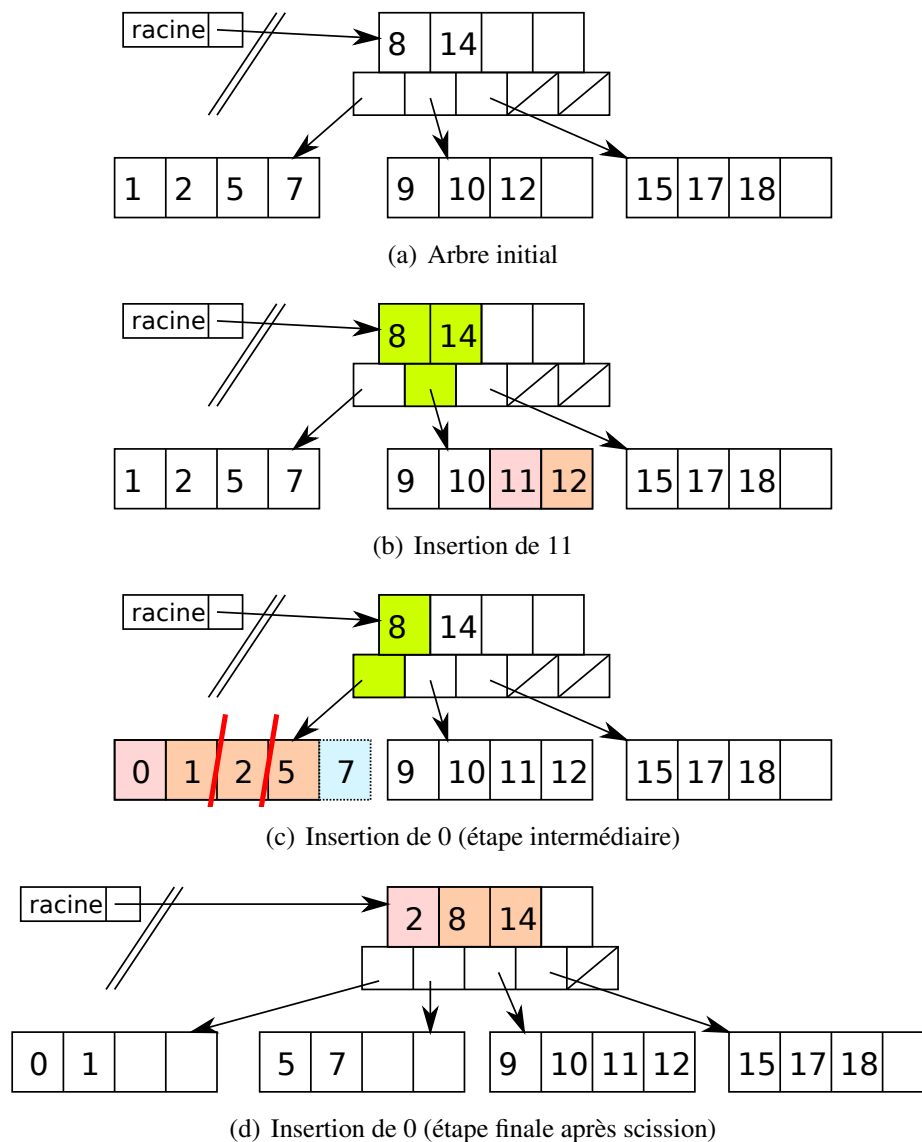 racine 8 14
1 2 5 7 9 10 12 15 17 18
(a) Arbre initial
racine 8 14
1 2 5 7 9 10 11 12 15 17 18
(b) Insertion de 11
racine 8 14
0 1 2 5 7 9 10 11 12 15 17 18
(c) Insertion de 0 (étape intermédiaire)
racine 2 8 14
0 1 5 7 9 10 11 12 15 17 18
(d) Insertion de 0 (étape finale après scission)